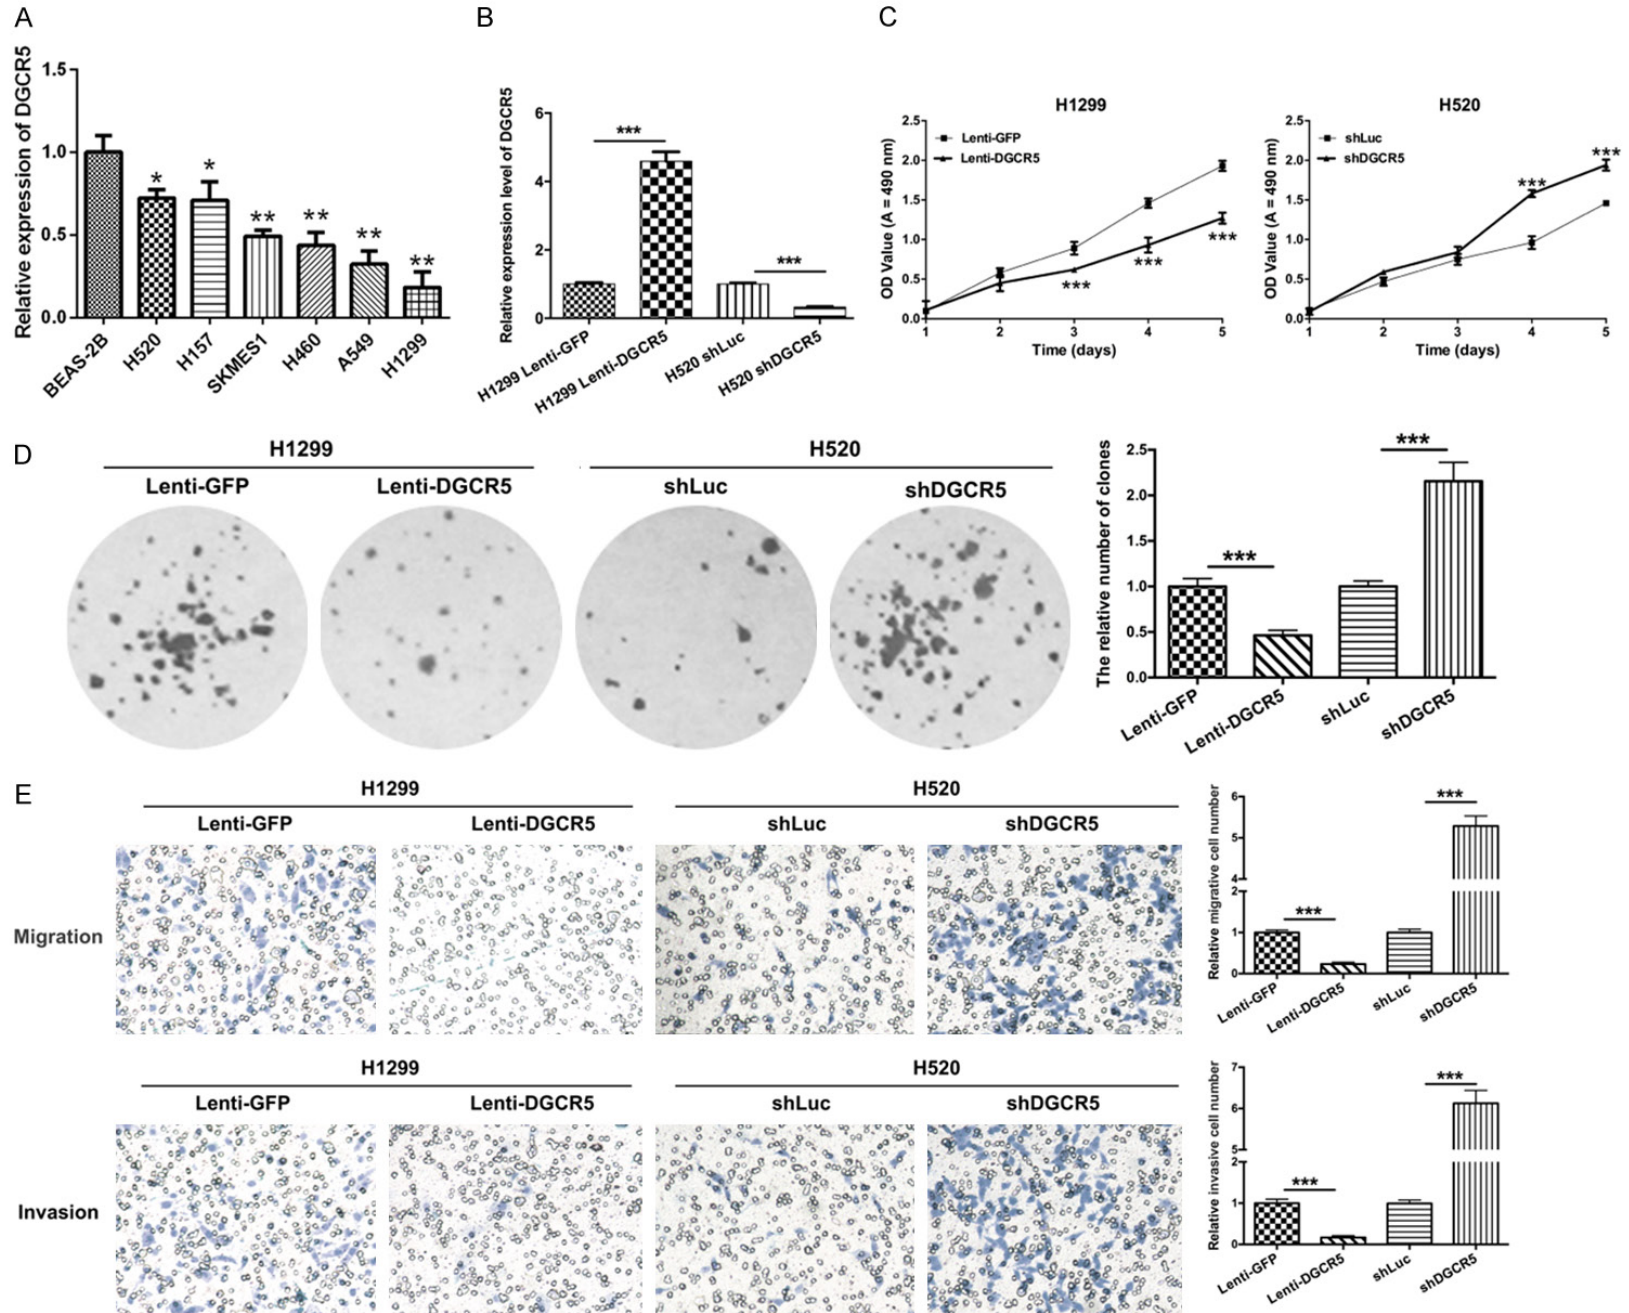 A
Relative expression of DGCR5
1.5
1.0
0.5
0.0
*
*
**
**
**
**
BEAS-2B
H520
H157
SKMES1
H460
A549
H1299
B
Relative expression level of DGCR5
6
4
2
0
***
***
H1299 Lenti-GFP
H1299 Lenti-DGCR5
H520 shLuc
H520 shDGCR5
C
H1299
OD Value (A = 490 nm)
2.5
2.0
1.5
1.0
0.5
0.0
Lenti-GFP
Lenti-DGCR5
***
***
***
1 2 3 4 5
Time (days)
H520
OD Value (A = 490 nm)
2.5
2.0
1.5
1.0
0.5
0.0
shLuc
shDGCR5
***
***
1 2 3 4 5
Time (days)
D
H1299
Lenti-GFP
Lenti-DGCR5
H520
shLuc
shDGCR5
The relative number of clones
2.5
2.0
1.5
1.0
0.5
0.0
***
***
Lenti-GFP
Lenti-DGCR5
shLuc
shDGCR5
E
H1299
Lenti-GFP
Lenti-DGCR5
H520
shLuc
shDGCR5
Migration
Relative migrative cell number
6
5
4
2
1
0
***
***
Lenti-GFP
Lenti-DGCR5
shLuc
shDGCR5
H1299
Lenti-GFP
Lenti-DGCR5
H520
shLuc
shDGCR5
Invasion
Relative invasive cell number
7
6
5
2
1
0
***
***
Lenti-GFP
Lenti-DGCR5
shLuc
shDGCR5